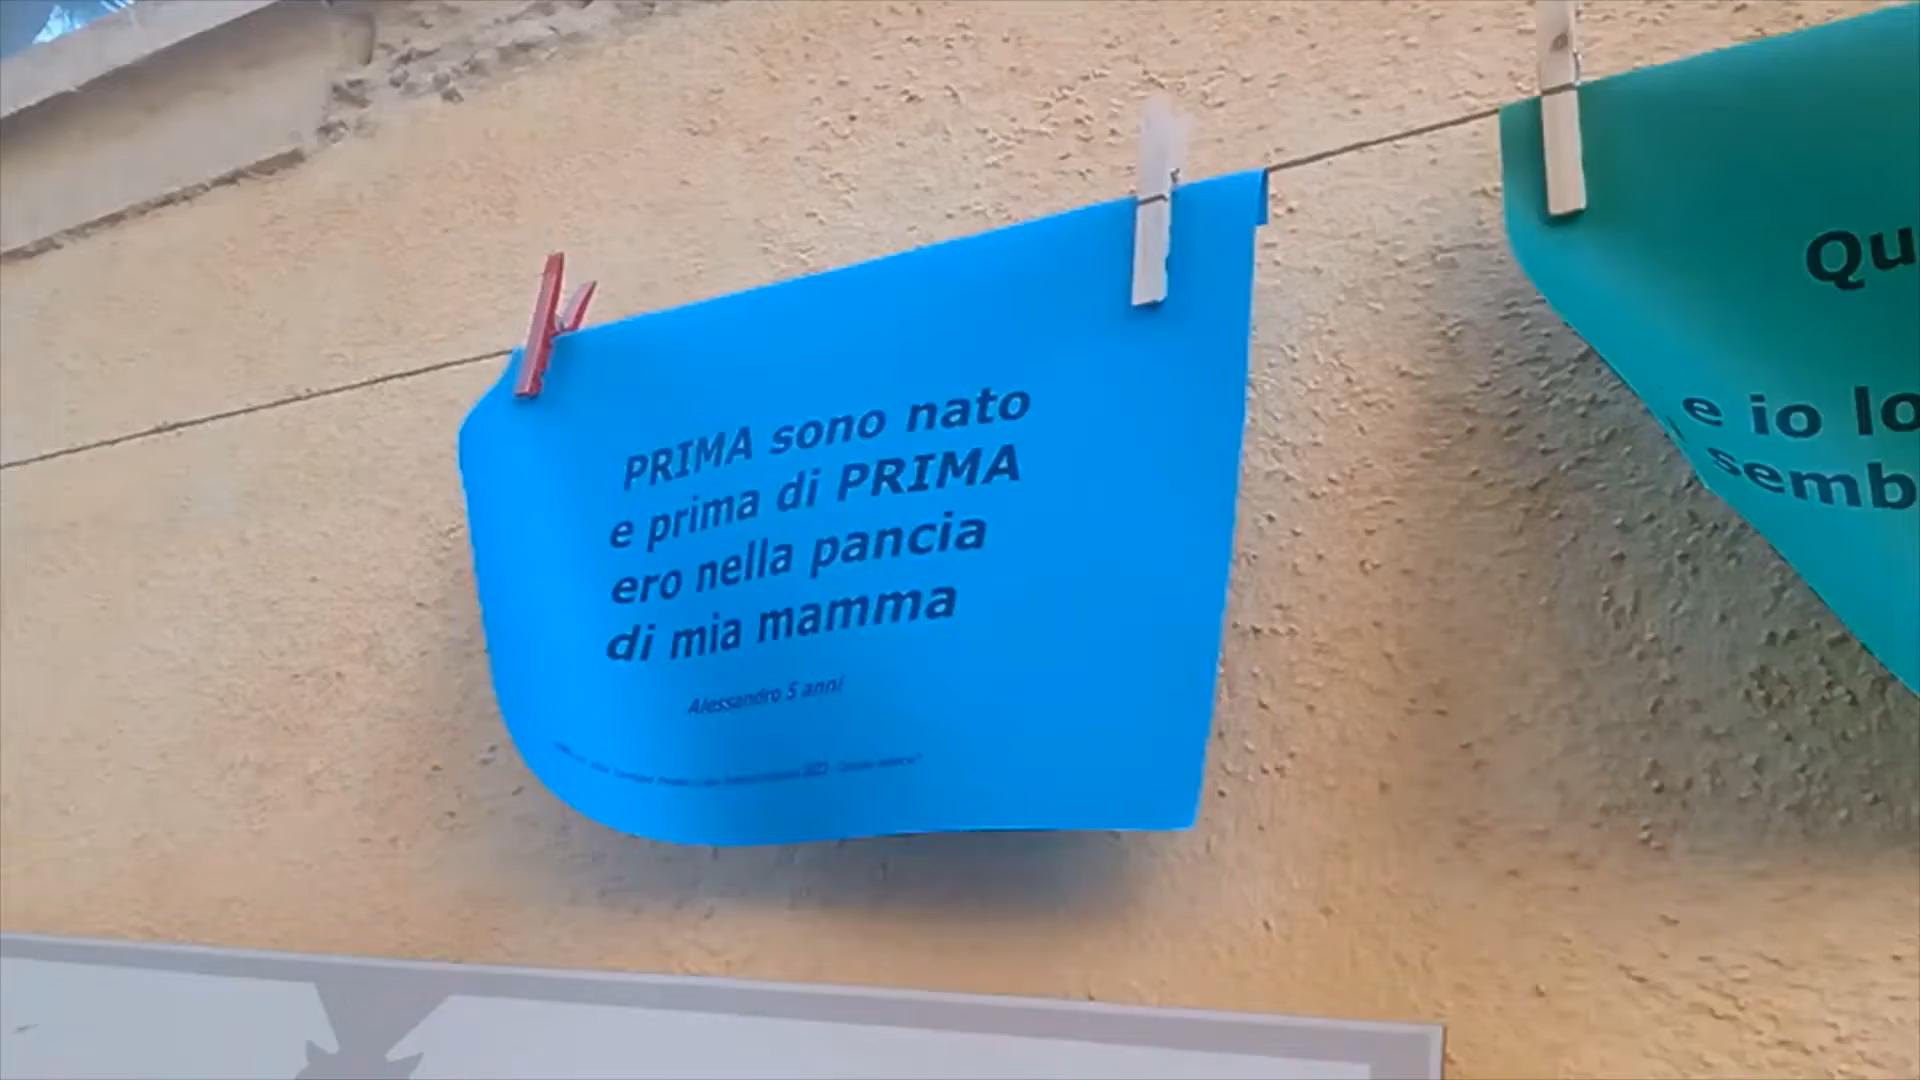 PRIMA sono nato
e prima di PRIMA
ero nella pancia
di mia mamma
Alessandro 5 anni
Qu
e io lo
semb